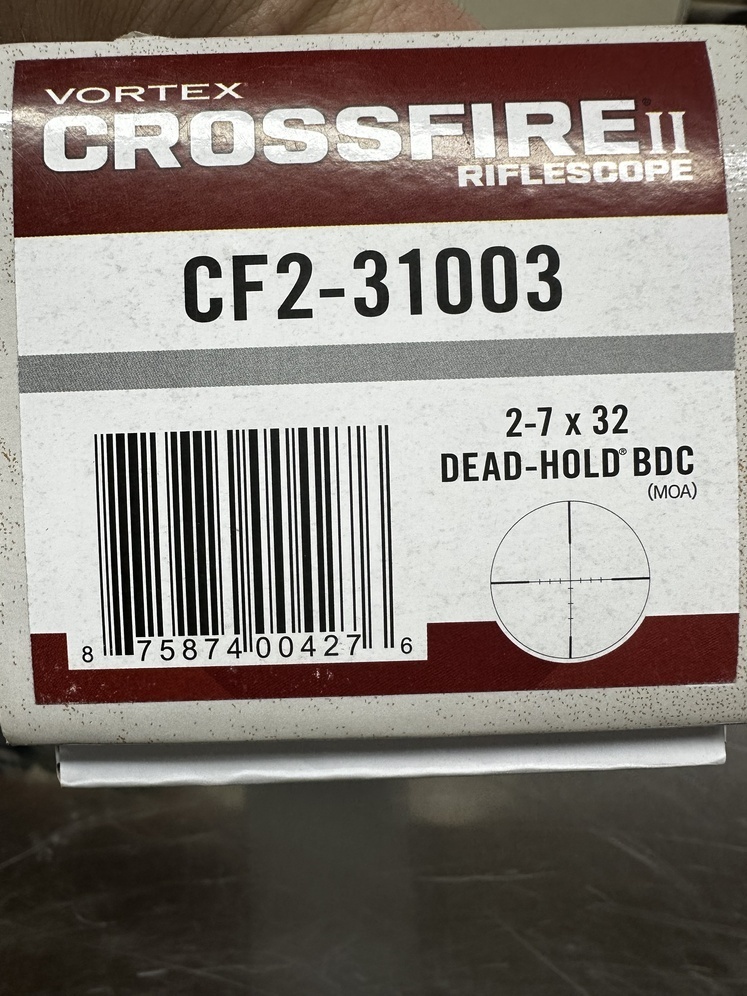 VORTEX
CROSSFIRE II
RIFLESCOPE
CF2-31003
2-7 x 32
DEAD-HOLD® BDC
(MOA)
8 75874 00427 6